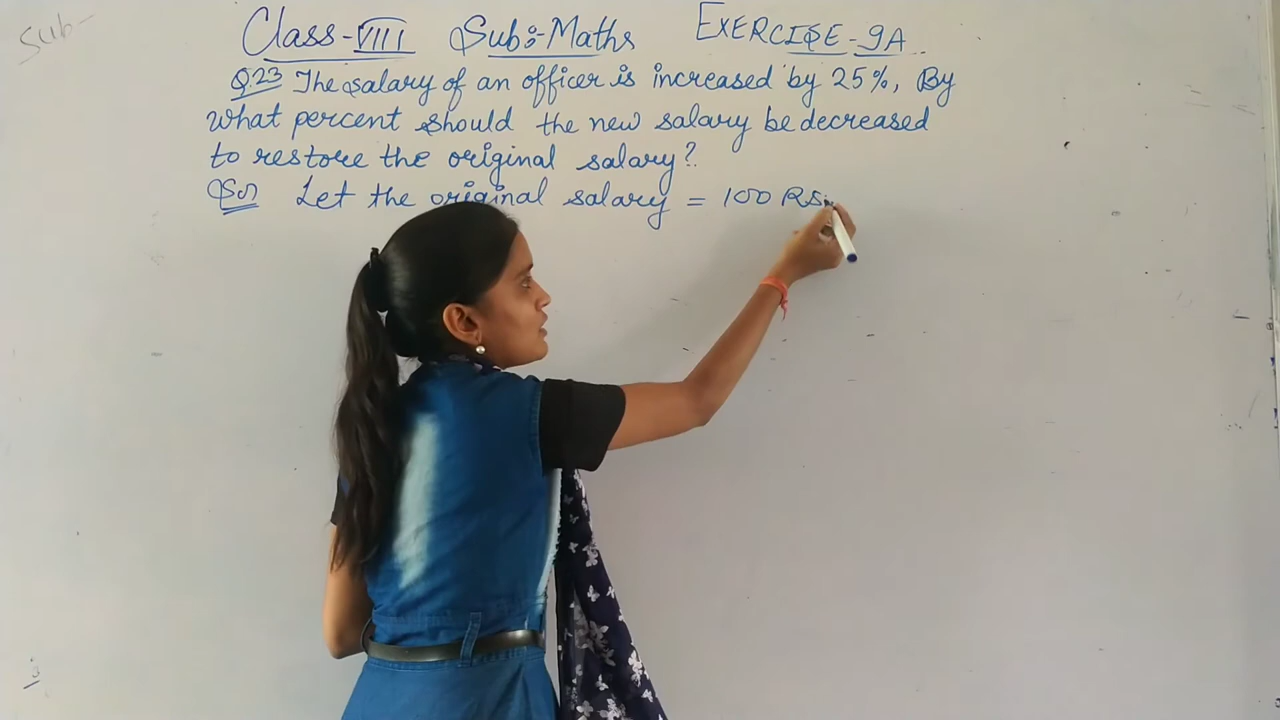 Sub-
Class-VIII Sub:-Maths EXERCISE-9A
Q.23 The salary of an officer is increased by 25%, By
what percent should the new salary be decreased
to restore the original salary?
Sol Let the original salary = 100 RS.